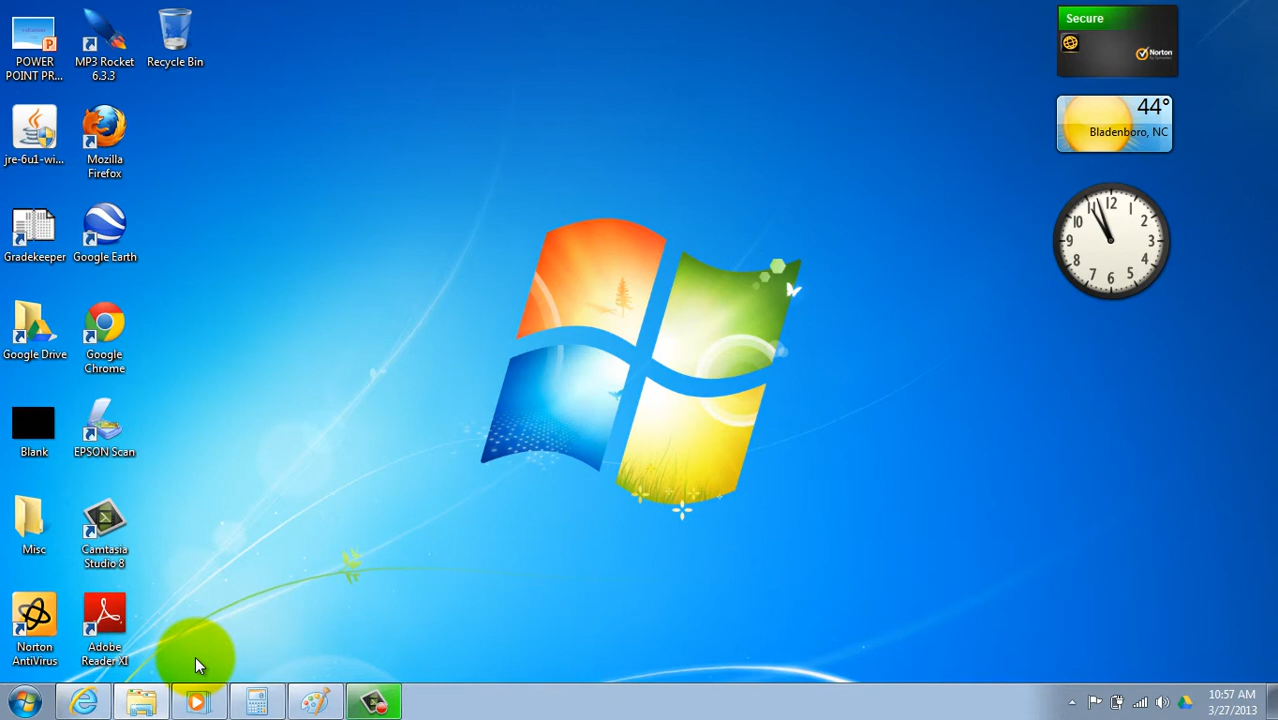 POWER
POINT PR...
MP3 Rocket
6.3.3
Recycle Bin
jre-6u1-wi...
Mozilla
Firefox
Gradekeeper
Google Earth
Google Drive
Google
Chrome
Blank
EPSON Scan
Misc
Camtasia
Studio 8
Norton
AntiVirus
Adobe
Reader XI
Secure
Norton
44°
Bladenboro, NC
12
1
2
3
4
5
6
7
8
9
10
11
10:57 AM
3/27/2013